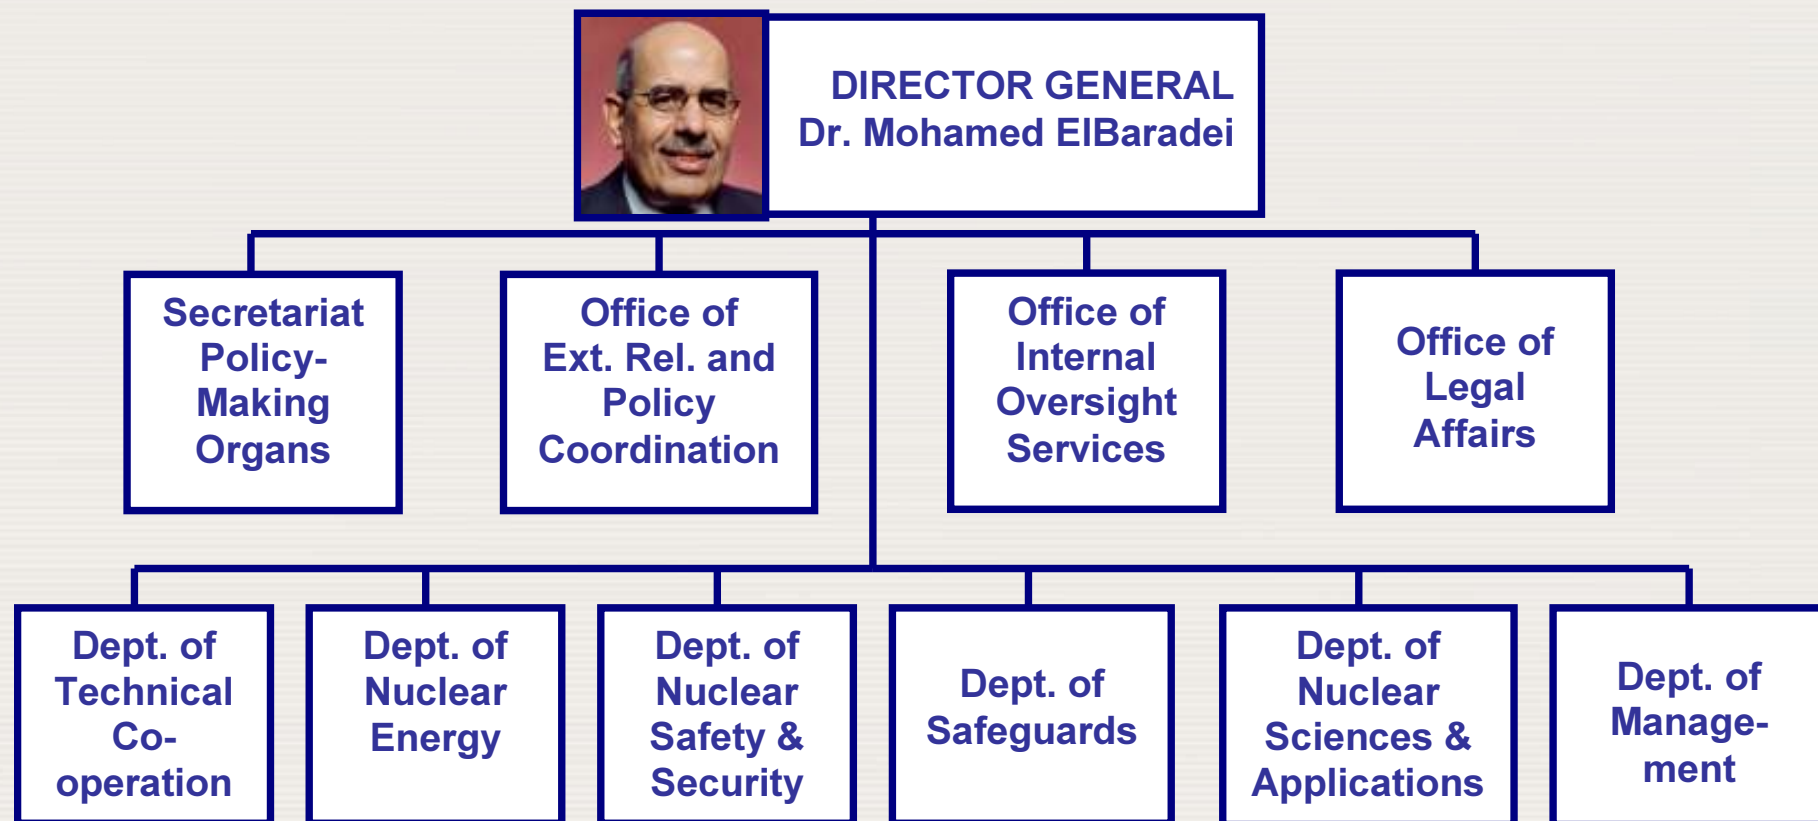 DIRECTOR GENERAL
Dr. Mohamed ElBaradei
Secretariat
Policy-
Making
Organs
Office of
Ext. Rel. and
Policy
Coordination
Office of
Internal
Oversight
Services
Office of
Legal
Affairs
Dept. of
Technical
Co-
operation
Dept. of
Nuclear
Energy
Dept. of
Nuclear
Safety &
Security
Dept. of
Safeguards
Dept. of
Nuclear
Sciences &
Applications
Dept. of
Manage-
ment